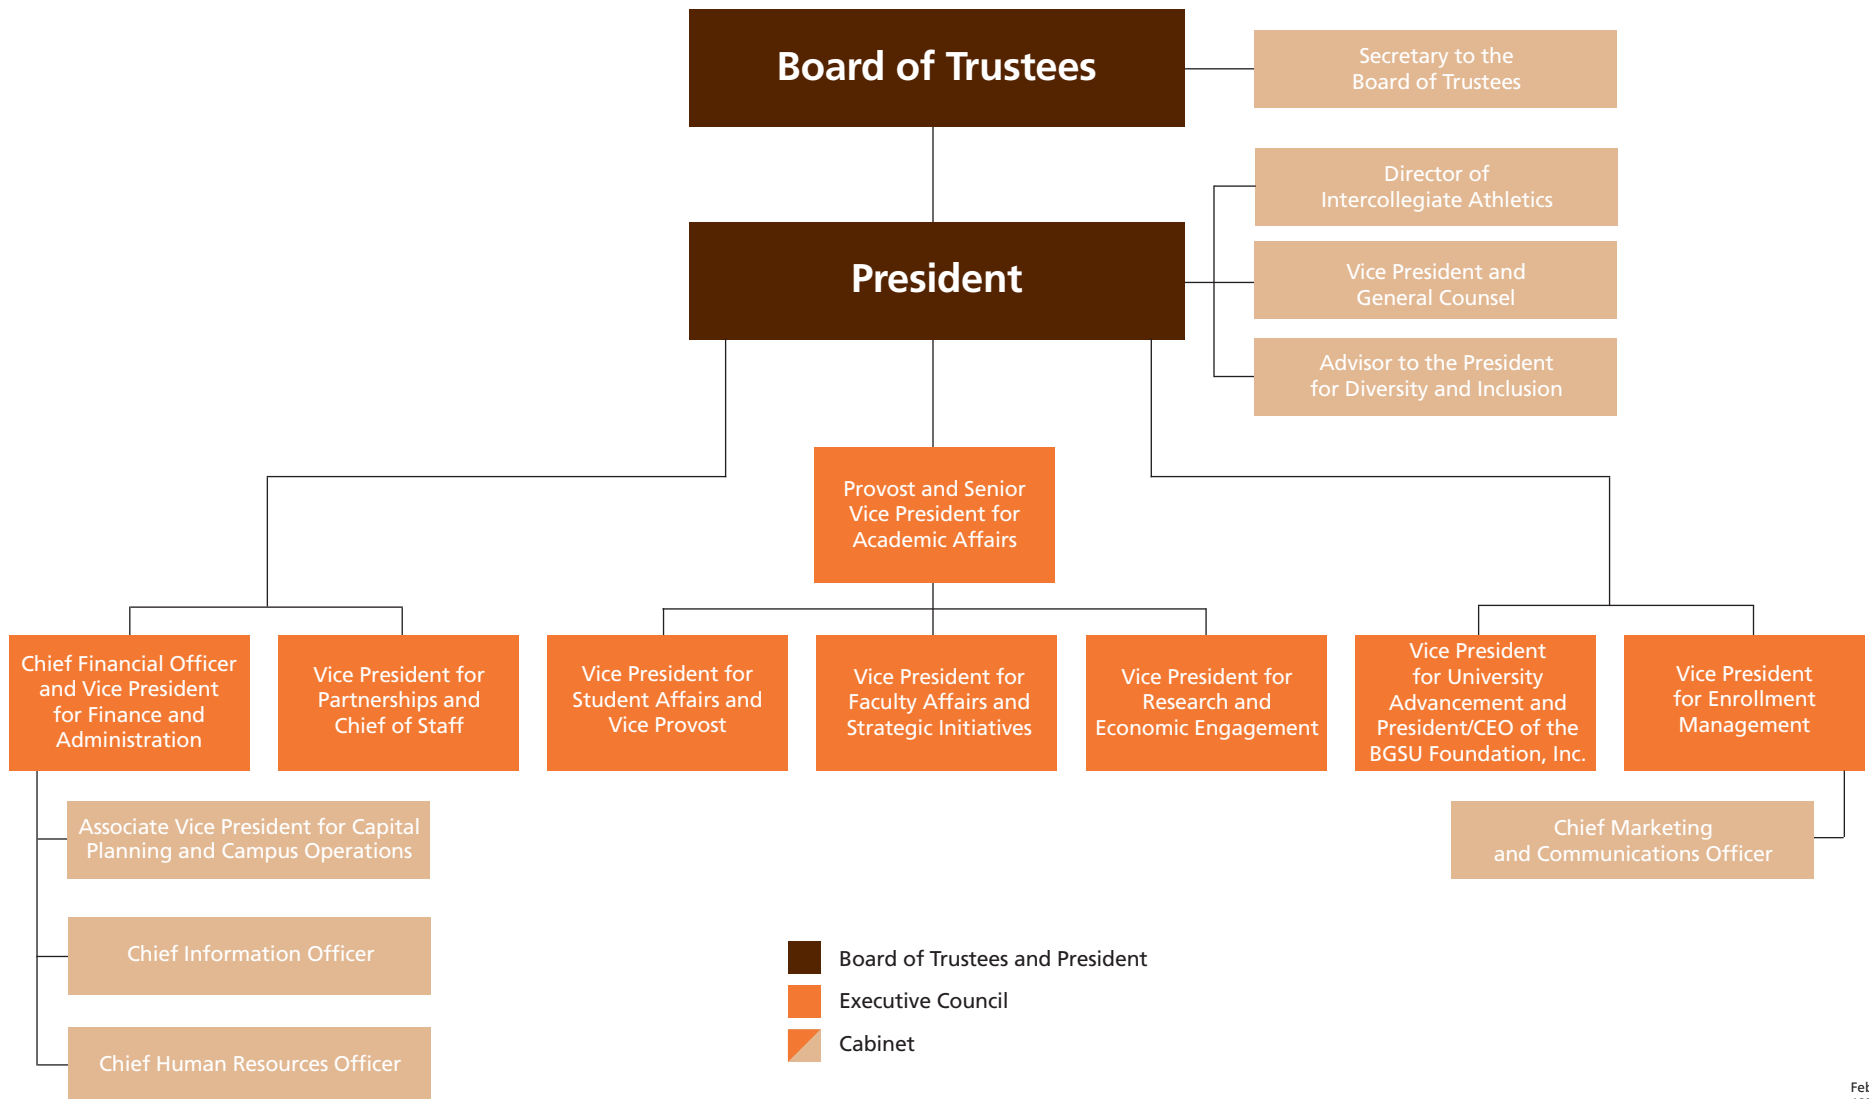 Board of Trustees
Secretary to the
Board of Trustees
Director of
Intercollegiate Athletics
President
Vice President and
General Counsel
Advisor to the President
for Diversity and Inclusion
Provost and Senior
Vice President for
Academic Affairs
Chief Financial Officer
and Vice President
for Finance and
Administration
Vice President for
Partnerships and
Chief of Staff
Vice President for
Student Affairs and
Vice Provost
Vice President for
Faculty Affairs and
Strategic Initiatives
Vice President for
Research and
Economic Engagement
Vice President
for University
Advancement and
President/CEO of the
BGSU Foundation, Inc.
Vice President
for Enrollment
Management
Associate Vice President for Capital
Planning and Campus Operations
Chief Marketing
and Communications Officer
Chief Information Officer
Chief Human Resources Officer
Board of Trustees and President
Executive Council
Cabinet
Feb